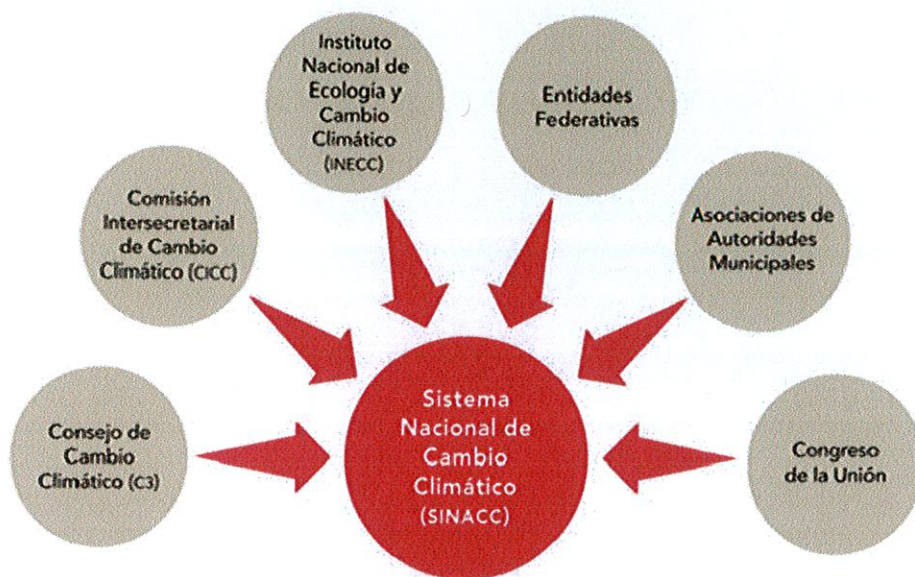 Instituto
Nacional de
Ecología y
Cambio
Climático
(INECC)
Entidades
Federativas
Comisión
Intersecretarial
de Cambio
Climático (CICC)
Asociaciones de
Autoridades
Municipales
Consejo de
Cambio
Climático (C3)
Sistema
Nacional de
Cambio
Climático
(SINACC)
Congreso
de la Unión